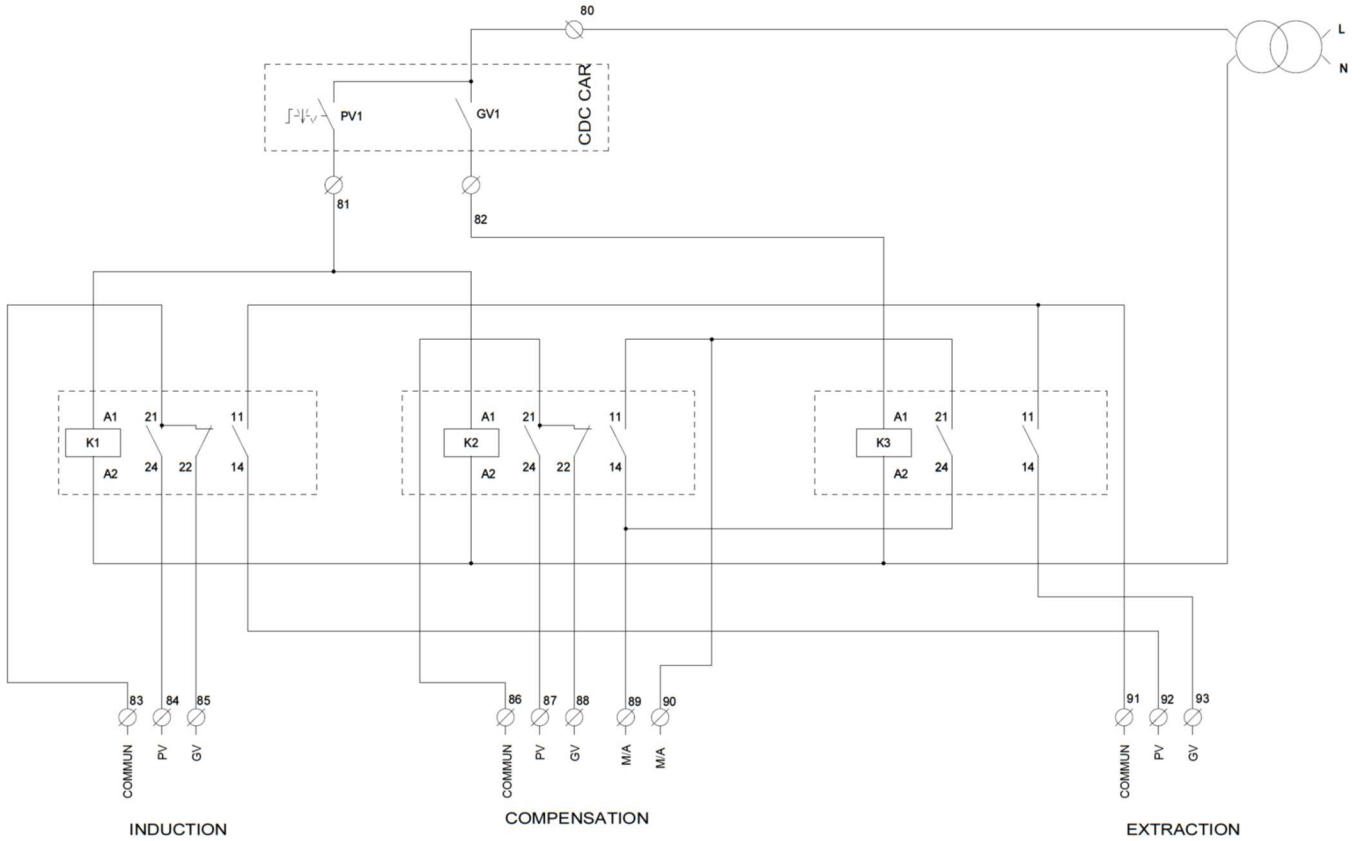 80
L
N
CDC CAR
PV1
GV1
81
82
A1 21 11
K1
A2 24 22 14
A1 21 11
K2
A2 24 22 14
A1 21 11
K3
A2 24 14
83 84 85
COMMUN
PV
GV
INDUCTION
86 87 88 89 90
COMMUN
PV
GV
M/A
M/A
COMPENSATION
91 92 93
COMMUN
PV
GV
EXTRACTION